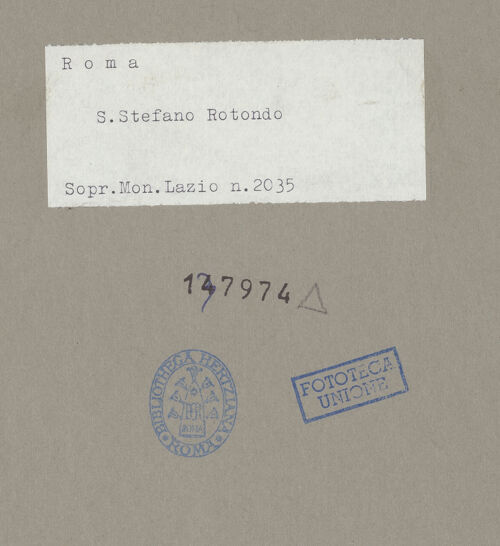 Roma
S.Stefano Rotondo
Sopr.Mon.Lazio n.2035
147974
BIBLIOTHECA HERTZIANA
ROMA
FOTOTECA
UNIONE